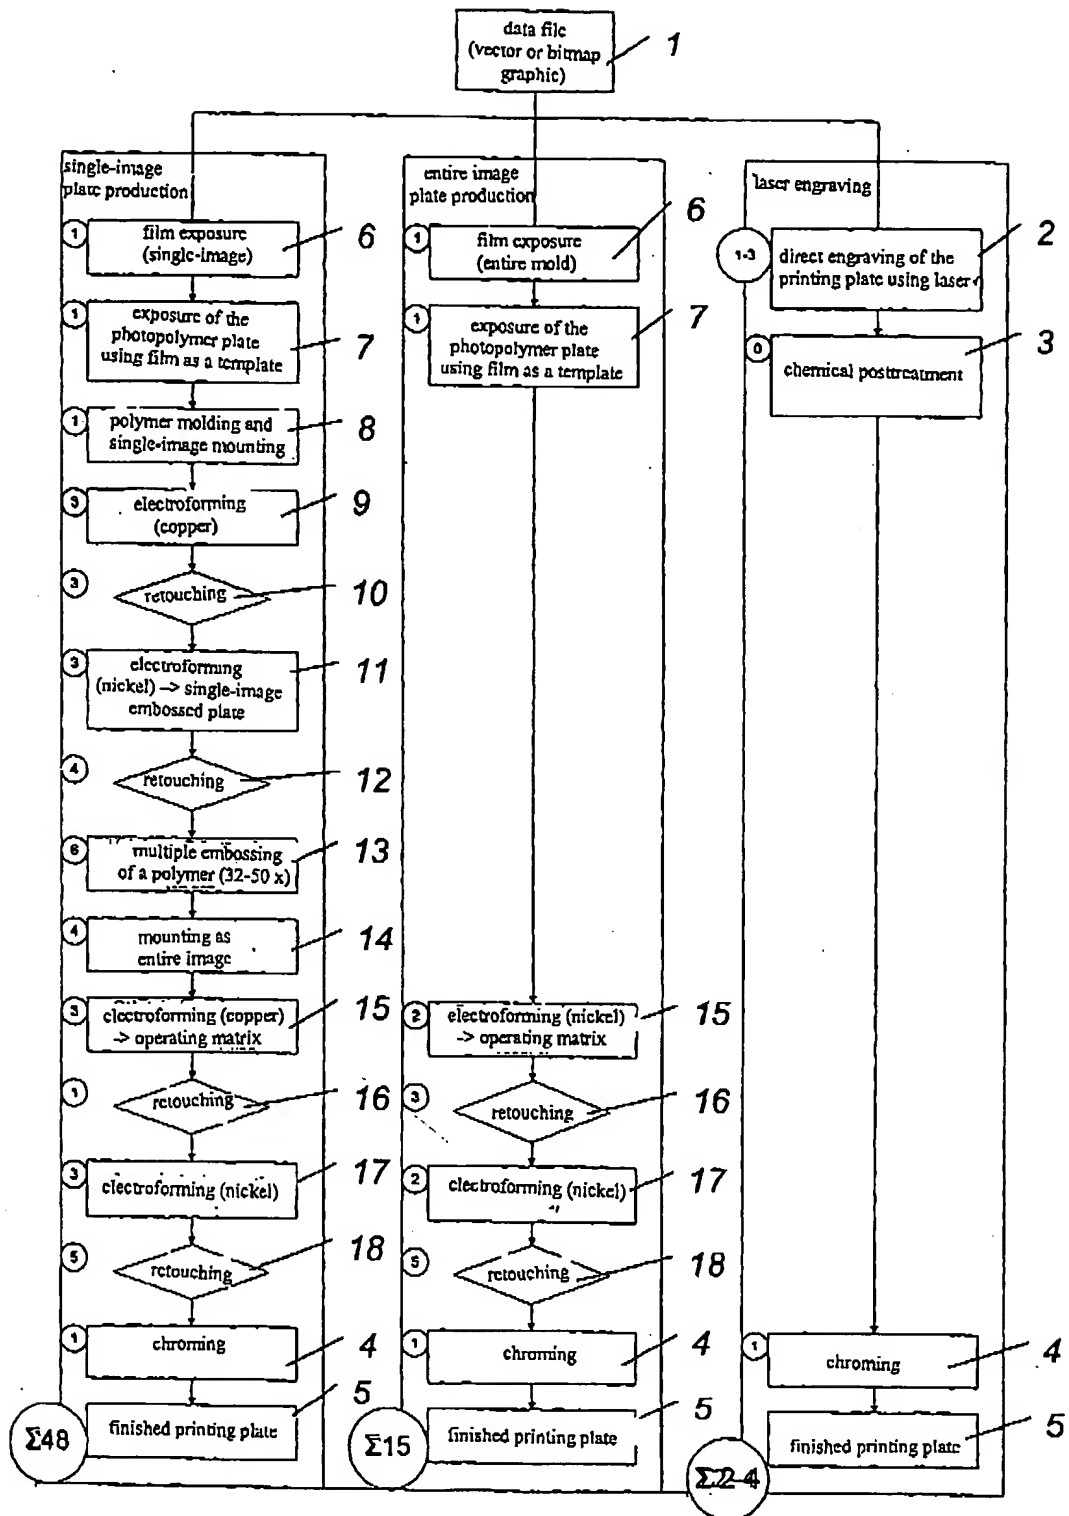 data file
(vector or bitmap
graphic)
1
single-image
plate production
1
film exposure
(single-image)
6
1
exposure of the
photopolymer plate
using film as a template
7
1
polymer molding and
single-image mounting
8
3
electroforming
(copper)
9
3
retouching
10
3
electroforming
(nickel) -> single-image
embossed plate
11
4
retouching
12
6
multiple embossing
of a polymer (32-50 x)
13
4
mounting as
entire image
14
3
electroforming (copper)
-> operating matrix
15
1
retouching
16
3
electroforming (nickel)
17
5
retouching
18
1
chroming
4
finished printing plate
5
Σ48
entire image
plate production
1
film exposure
(entire mold)
6
1
exposure of the
photopolymer plate
using film as a template
7
2
electroforming (nickel)
-> operating matrix
15
3
retouching
16
2
electroforming (nickel)
17
5
retouching
18
1
chroming
4
finished printing plate
5
Σ15
laser engraving
1-3
direct engraving of the
printing plate using laser
2
0
chemical posttreatment
3
1
chroming
4
finished printing plate
5
Σ2-4